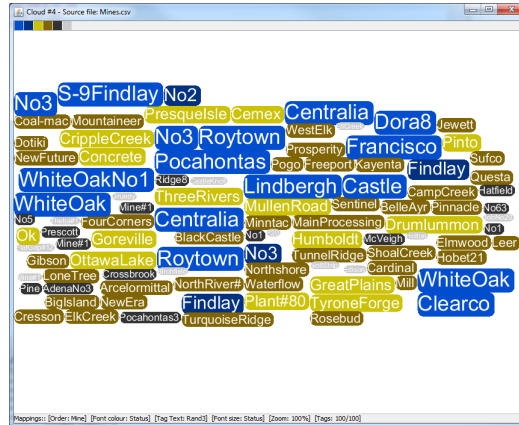 Cloud #4 - Source file: Mines.csv
No3 S-9Findlay No2
Coal-mac Mountaineer PresqueIsle Cemex Centralia Dora8 Jewett
Dotiki CrippleCreek No3 Roytown WestElk Prosperity Francisco Pinto
NewFuture Concrete Pocahontas Pogo Freeport Kayenta Findlay Sufco
WhiteOakNo1 Ridge8 Lindbergh Castle Questa
WhiteOak ThreeRivers MullenRoad Sentinel CampCreek Hatfield
No5 FourCorners Mine#1 Centralia Minntac MainProcessing BelleAyr Pinnacle No63
Ok Prescott Mine#1 Goreville BlackCastle No1 Humboldt McVeigh Drumlummon No1
Gibson OttawaLake Roytown No3 TunnelRidge ShoalCreek Elmwood Leer
LoneTree Crossbrook Northshore Cardinal Hobet21
Pine AdenaNo3 Arcelormittal NorthRiver# Waterflow GreatPlains Mill WhiteOak
BigIsland NewEra Findlay Plant#80 TyroneForge Clearco
Cresson ElkCreek Pocahontas3 TurquoiseRidge Rosebud
Mappings:: [Order: Mine] [Font colour: Status] [Tag Text: Rand3] [Font size: Status] [Zoom: 100%] [Tags: 100/100]